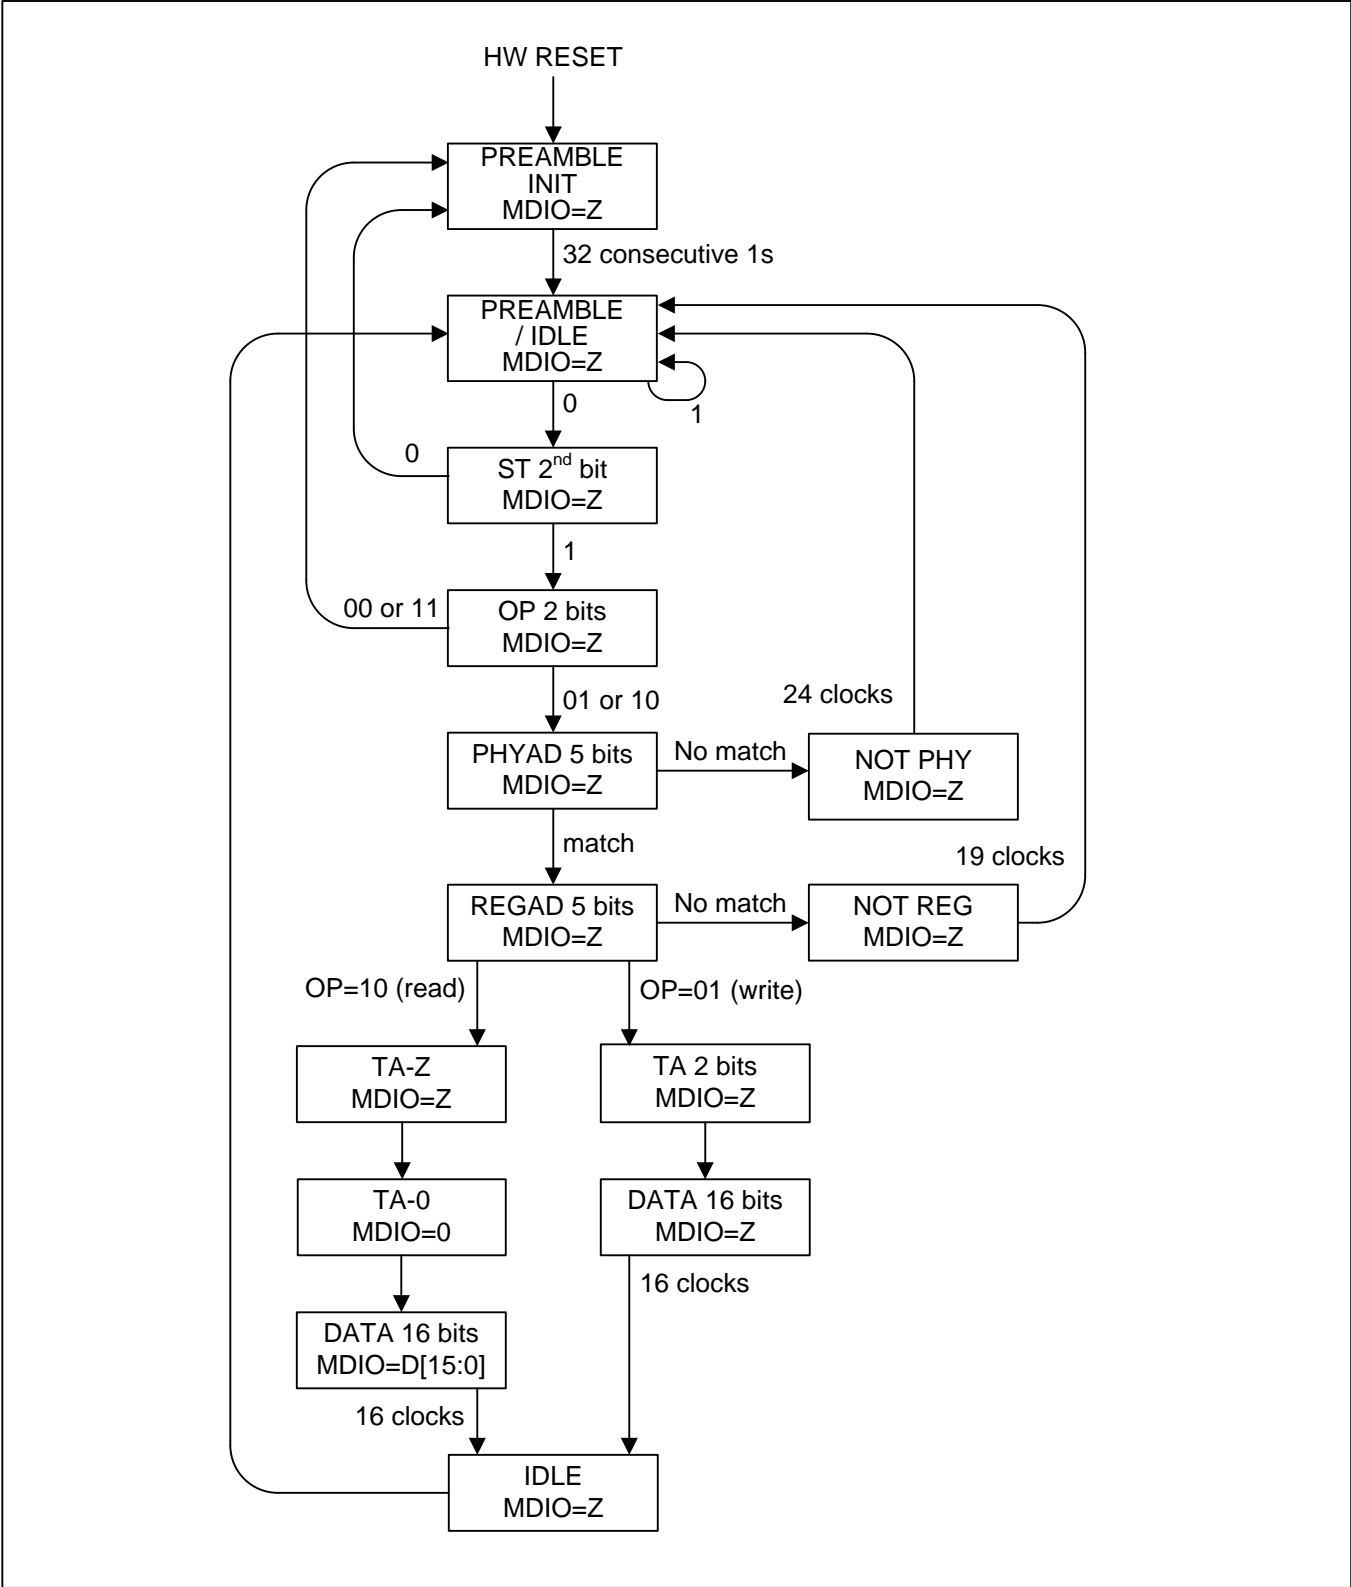 HW RESET
PREAMBLE
INIT
MDIO=Z
32 consecutive 1s
PREAMBLE
/ IDLE
MDIO=Z
1
0
0
ST 2nd bit
MDIO=Z
1
00 or 11
OP 2 bits
MDIO=Z
01 or 10
24 clocks
PHYAD 5 bits
MDIO=Z
No match
NOT PHY
MDIO=Z
match
19 clocks
REGAD 5 bits
MDIO=Z
No match
NOT REG
MDIO=Z
OP=10 (read)
OP=01 (write)
TA-Z
MDIO=Z
TA 2 bits
MDIO=Z
TA-0
MDIO=0
DATA 16 bits
MDIO=Z
16 clocks
DATA 16 bits
MDIO=D[15:0]
16 clocks
IDLE
MDIO=Z